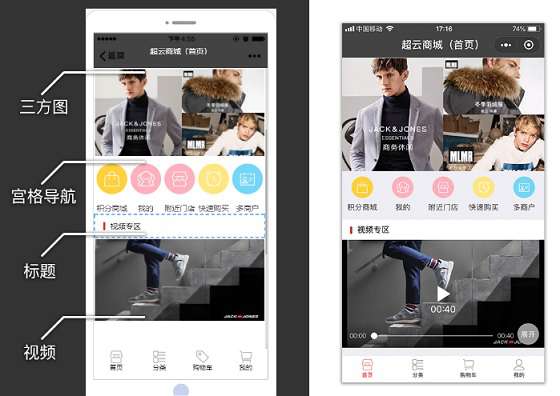 三方图
宫格导航
标题
视频
下午4:56
首页
超云商城（首页）
JACK&JONES
ESSENTIALS
商务休闲
冬季羽绒服
MLMR
积分商城
我的
附近门店
快速购买
多商户
视频专区
JACK JONES
首页
分类
购物车
我的
中国移动
17:16
74%
超云商城（首页）
JACK&JONES
ESSENTIALS
商务休闲
冬季羽绒服
MLMR
积分商城
我的
附近门店
快速购买
多商户
视频专区
00:40
00:00
00:40
展开
首页
分类
购物车
我的